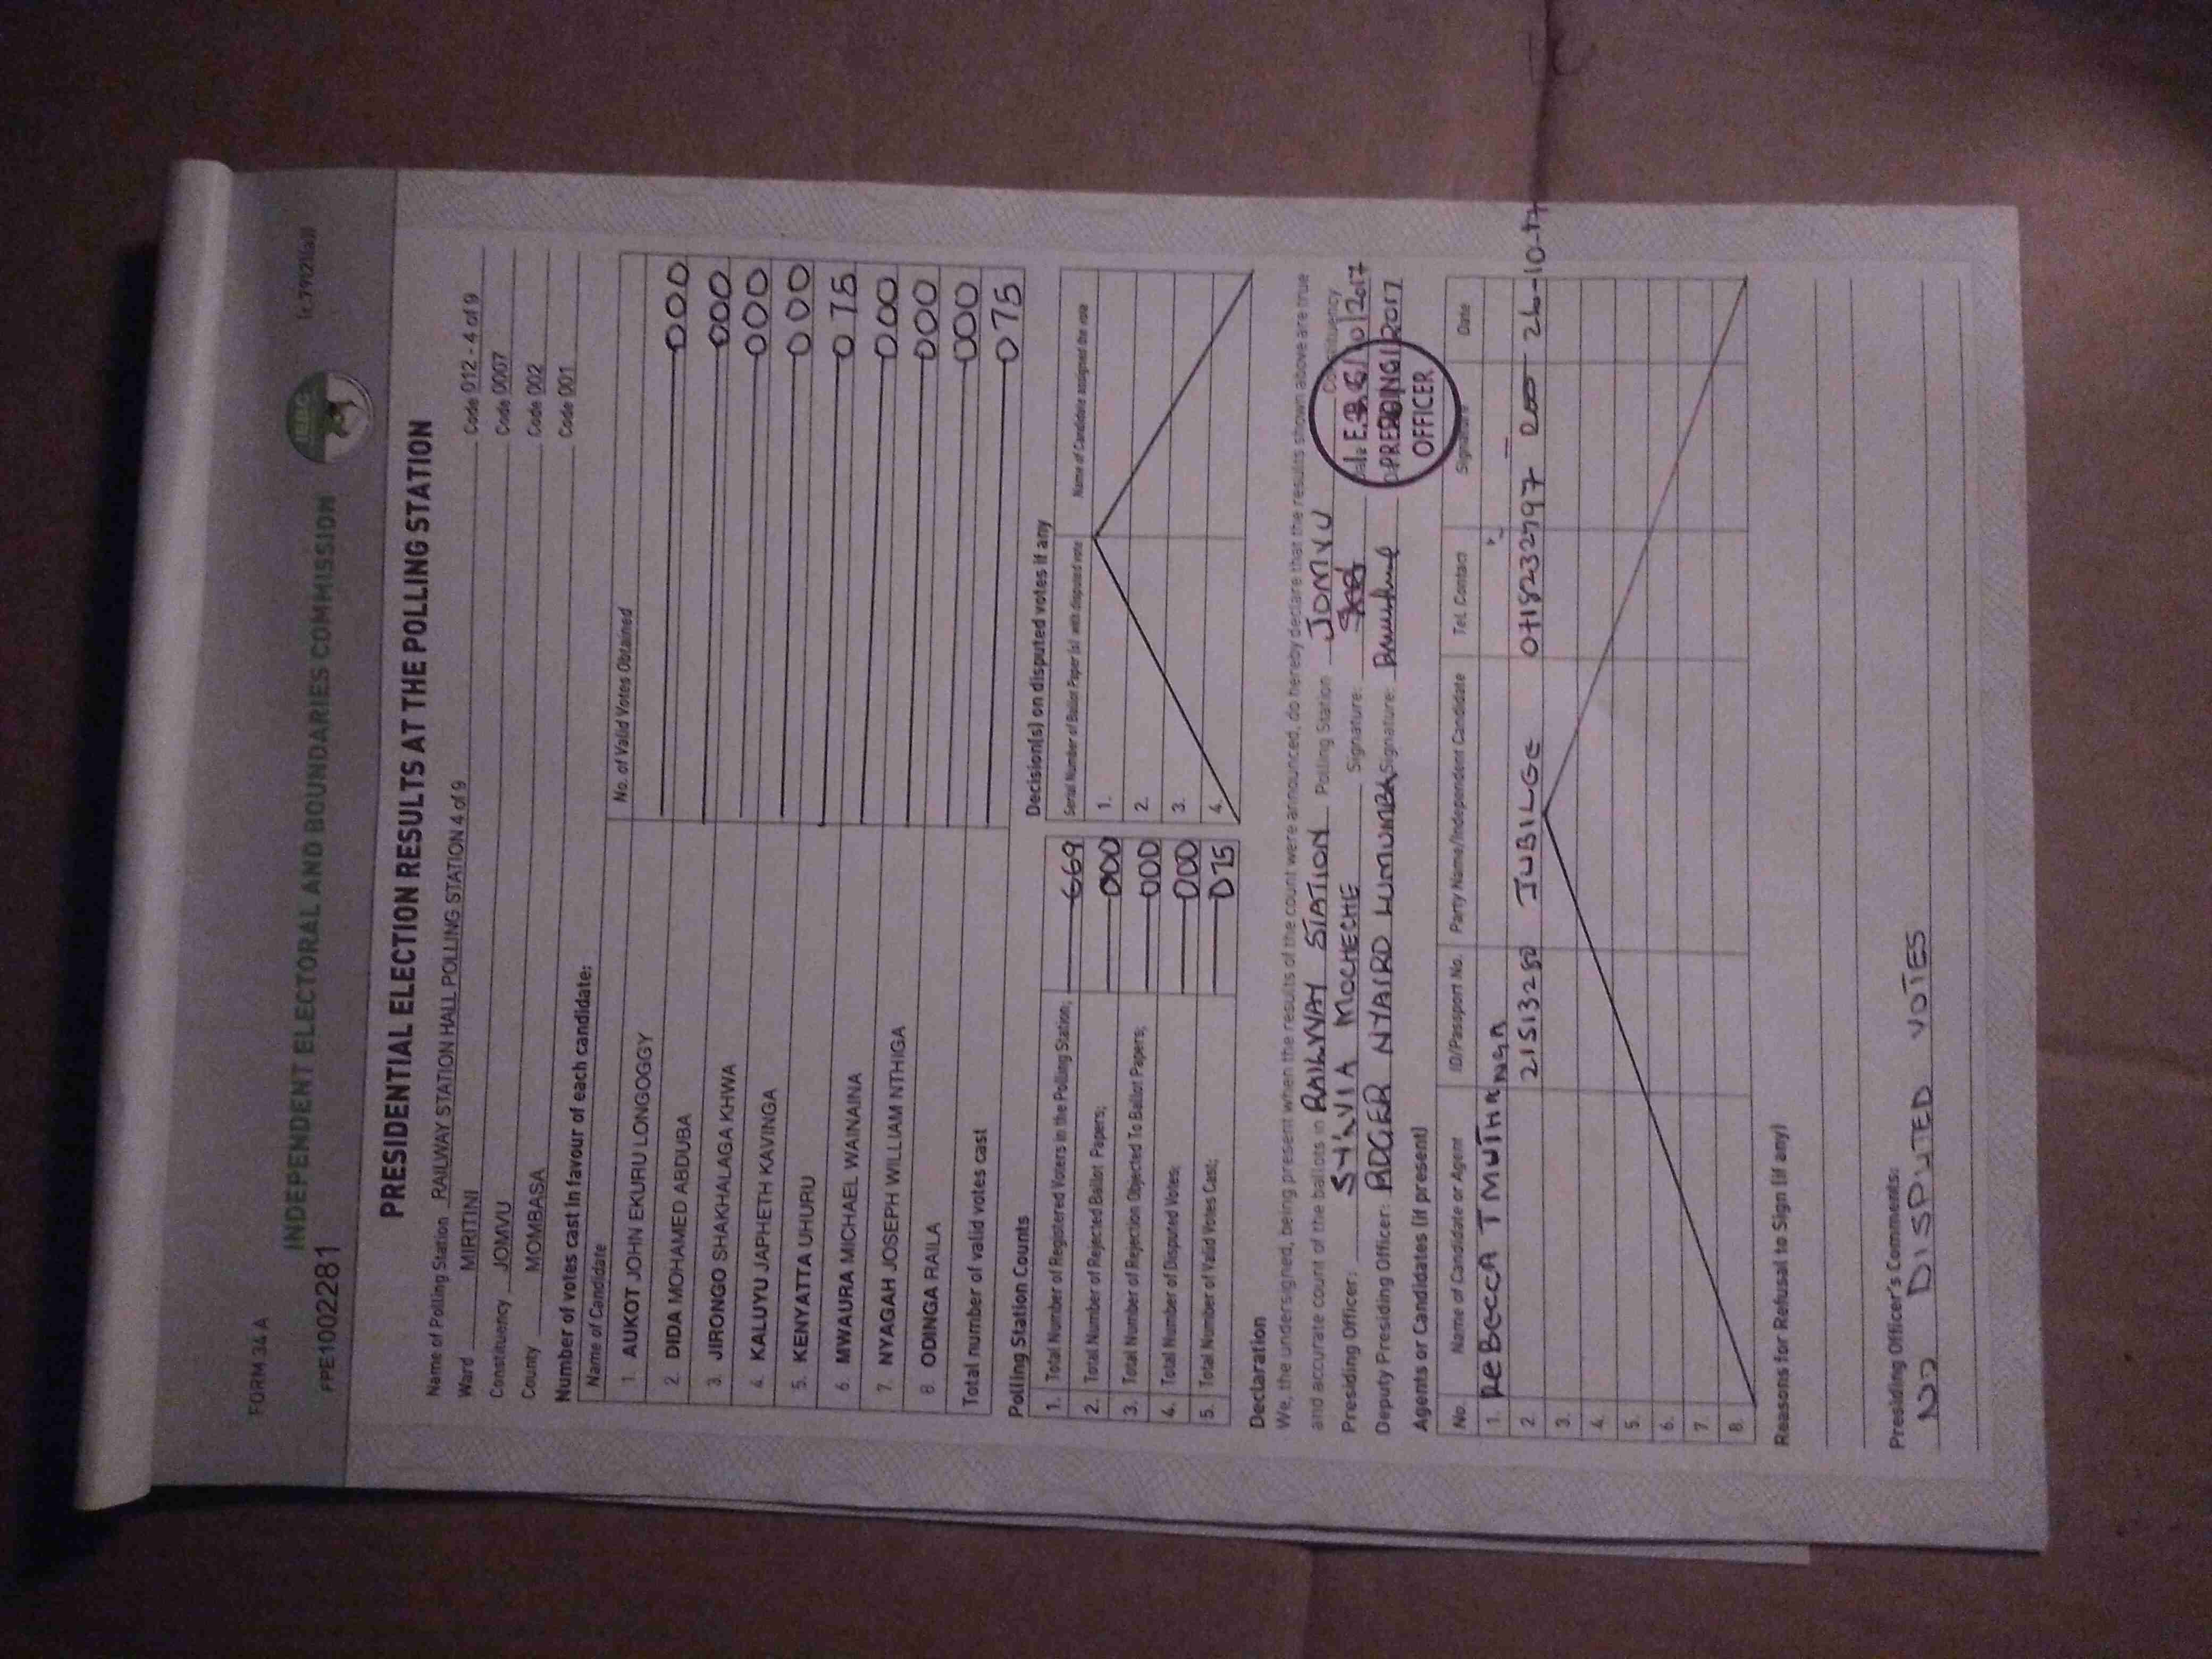 FORM 34 A
INDEPENDENT ELECTORAL AND BOUNDARIES COMMISSION
IEBC
FPE1002281
PRESIDENTIAL ELECTION RESULTS AT THE POLLING STATION
Name of Polling Station RAILWAY STATION HALL POLLING STATION 4 of 9 Code 012 - 4 of 9
Ward MIRITINI Code 0007
Constituency JOMVU Code 002
County MOMBASA Code 001
Number of votes cast in favour of each candidate:
Name of Candidate No. of Valid Votes Obtained
1. AUKOT JOHN EKURU LONGOGGY 000
2. DIDA MOHAMED ABDUBA 000
3. JIRONGO SHAKHALAGA KHWA 000
4. KALUYU JAPHETH KAVINGA 000
5. KENYATTA UHURU 075
6. MWAURA MICHAEL WAINAINA 000
7. NYAGAH JOSEPH WILLIAM NTHIGA 000
8. ODINGA RAILA 000
Total number of valid votes cast 075
Polling Station Counts
1. Total Number of Registered Voters in the Polling Station; 669
2. Total Number of Rejected Ballot Papers; 000
3. Total Number of Rejection Objected To Ballot Papers; 000
4. Total Number of Disputed Votes; 000
5. Total Number of Valid Votes Cast; 075
Decision(s) on disputed votes if any
Serial Number of Ballot Paper (s) with disputed vote Name of Candidate assigned the vote
1.
2.
3.
4.
Declaration
We, the undersigned, being present when the results of the count were announced, do hereby declare that the results shown above are true
and accurate count of the ballots in RAILWAY STATION Polling Station JOMVU Constituency
Presiding Officer: SYLVIA MOCHECHE Signature: Date 26/10/2017
Deputy Presiding Officer: RODGER NYAIRO LUMUMBA Signature: 2017
PRESIDING
OFFICER
Agents or Candidates (if present)
No. Name of Candidate or Agent ID/Passport No. Party Name/Independent Candidate Tel. Contact Signature Date
1. REBECCA T MUTHANGA
2. 21513280 JUBILEE 0718232797 26-10-17
3.
4.
5.
6.
7.
8.
Reasons for Refusal to Sign (if any)
Presiding Officer's Comments:
NO DISPUTED VOTES